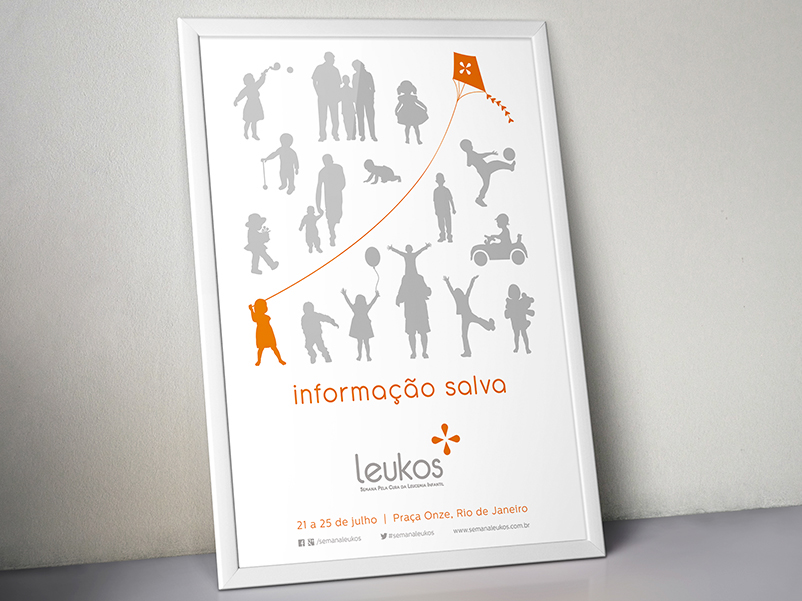 informação salva
leukos
Semana Pela Cura da Leucemia Infantil
21 a 25 de julho | Praça Onze, Rio de Janeiro
/semanaleukos #semanaleukos www.semanaleukos.com.br